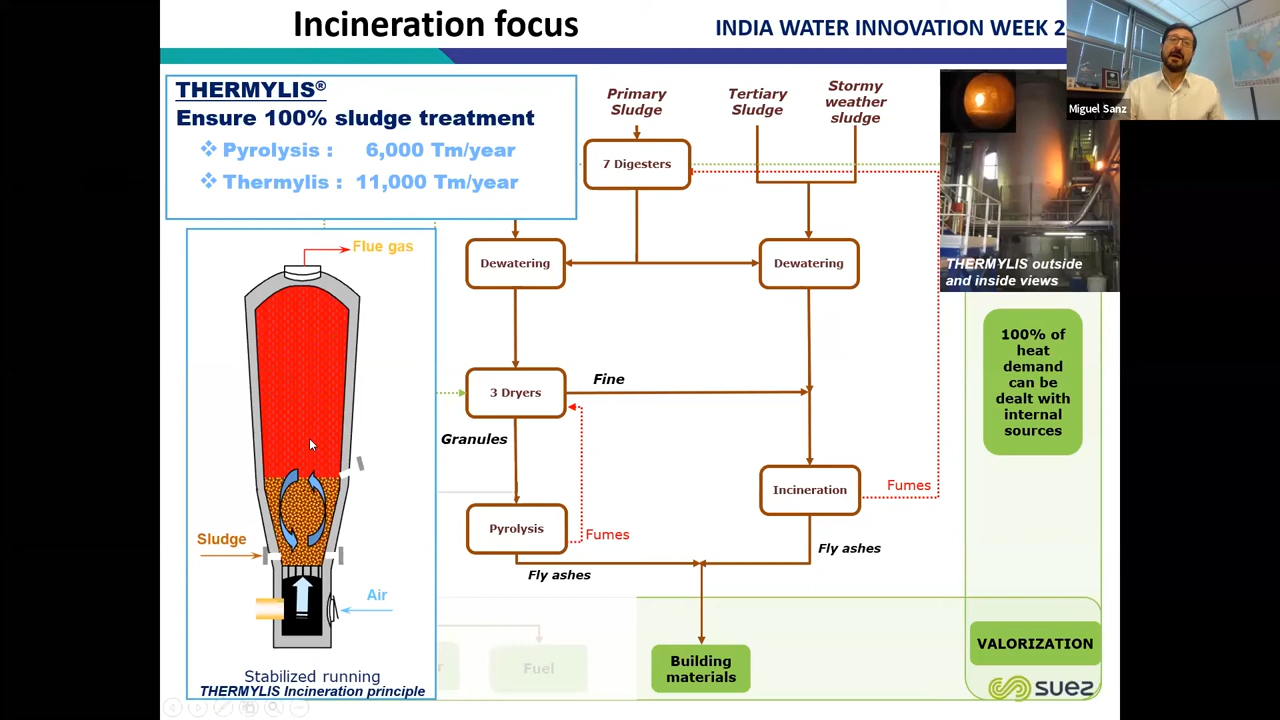 Incineration focus
INDIA WATER INNOVATION WEEK 2
Miguel Sanz
THERMYLIS®
Ensure 100% sludge treatment
❖ Pyrolysis : 6,000 Tm/year
❖ Thermylis : 11,000 Tm/year
Primary
Sludge
Tertiary
Sludge
Stormy
weather
sludge
7 Digesters
Dewatering
Dewatering
THERMYLIS outside
and inside views
Flue gas
3 Dryers
Fine
Granules
100% of
heat
demand
can be
dealt with
internal
sources
Incineration
Fumes
Pyrolysis
Fumes
Sludge
Fly ashes
Fly ashes
Air
Fuel
Building
materials
VALORIZATION
Stabilized running
THERMYLIS Incineration principle
suez